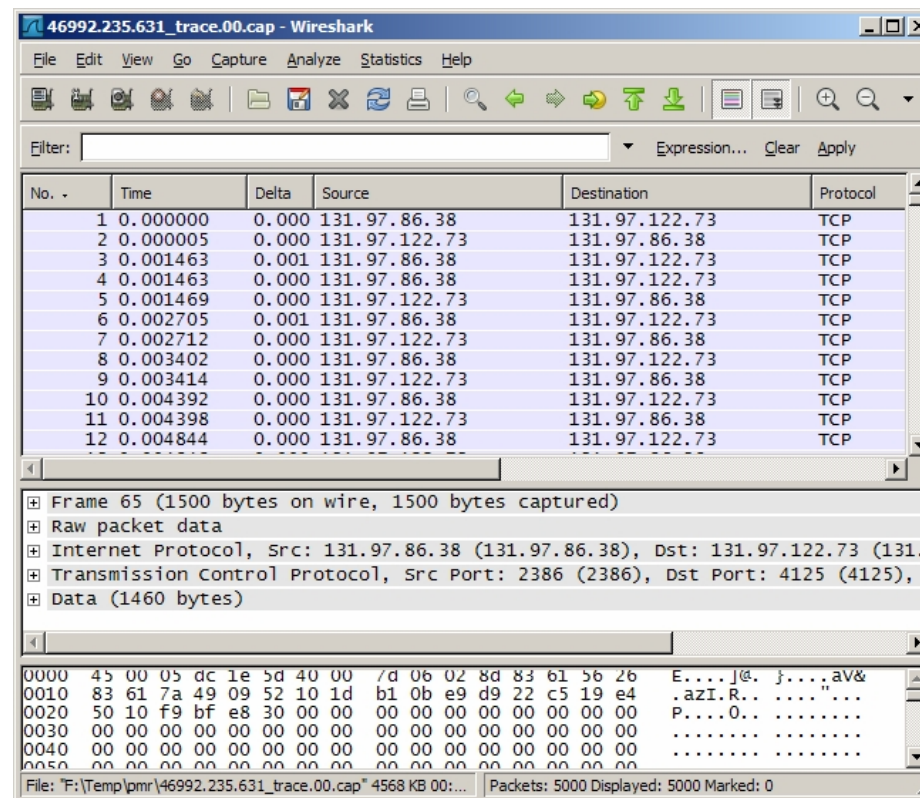 46992.235.631_trace.00.cap - Wireshark
File Edit View Go Capture Analyze Statistics Help
Filter: Expression... Clear Apply
No. Time Delta Source Destination Protocol
1 0.000000 0.000 131.97.86.38 131.97.122.73 TCP
2 0.000005 0.000 131.97.122.73 131.97.86.38 TCP
3 0.001463 0.001 131.97.86.38 131.97.122.73 TCP
4 0.001463 0.000 131.97.86.38 131.97.122.73 TCP
5 0.001469 0.000 131.97.122.73 131.97.86.38 TCP
6 0.002705 0.001 131.97.86.38 131.97.122.73 TCP
7 0.002712 0.000 131.97.122.73 131.97.86.38 TCP
8 0.003402 0.000 131.97.86.38 131.97.122.73 TCP
9 0.003414 0.000 131.97.122.73 131.97.86.38 TCP
10 0.004392 0.000 131.97.86.38 131.97.122.73 TCP
11 0.004398 0.000 131.97.122.73 131.97.86.38 TCP
12 0.004844 0.000 131.97.86.38 131.97.122.73 TCP
Frame 65 (1500 bytes on wire, 1500 bytes captured)
Raw packet data
Internet Protocol, Src: 131.97.86.38 (131.97.86.38), Dst: 131.97.122.73 (131.
Transmission Control Protocol, Src Port: 2386 (2386), Dst Port: 4125 (4125),
Data (1460 bytes)
0000 45 00 05 dc 1e 5d 40 00 7d 06 02 8d 83 61 56 26 E....]@. }....aV&
0010 83 61 7a 49 09 52 10 1d b1 0b e9 d9 22 c5 19 e4 .azI.R.. ...."...
0020 50 10 f9 bf e8 30 00 00 00 00 00 00 00 00 00 00 P....0.. ........
0030 00 00 00 00 00 00 00 00 00 00 00 00 00 00 00 00 ........ ........
0040 00 00 00 00 00 00 00 00 00 00 00 00 00 00 00 00 ........ ........
0050 00 00 00 00 00 00 00 00 00 00 00 00 00 00 00 00
File: "F:\Temp\pmr\46992.235.631_trace.00.cap" 4568 KB 00:... Packets: 5000 Displayed: 5000 Marked: 0